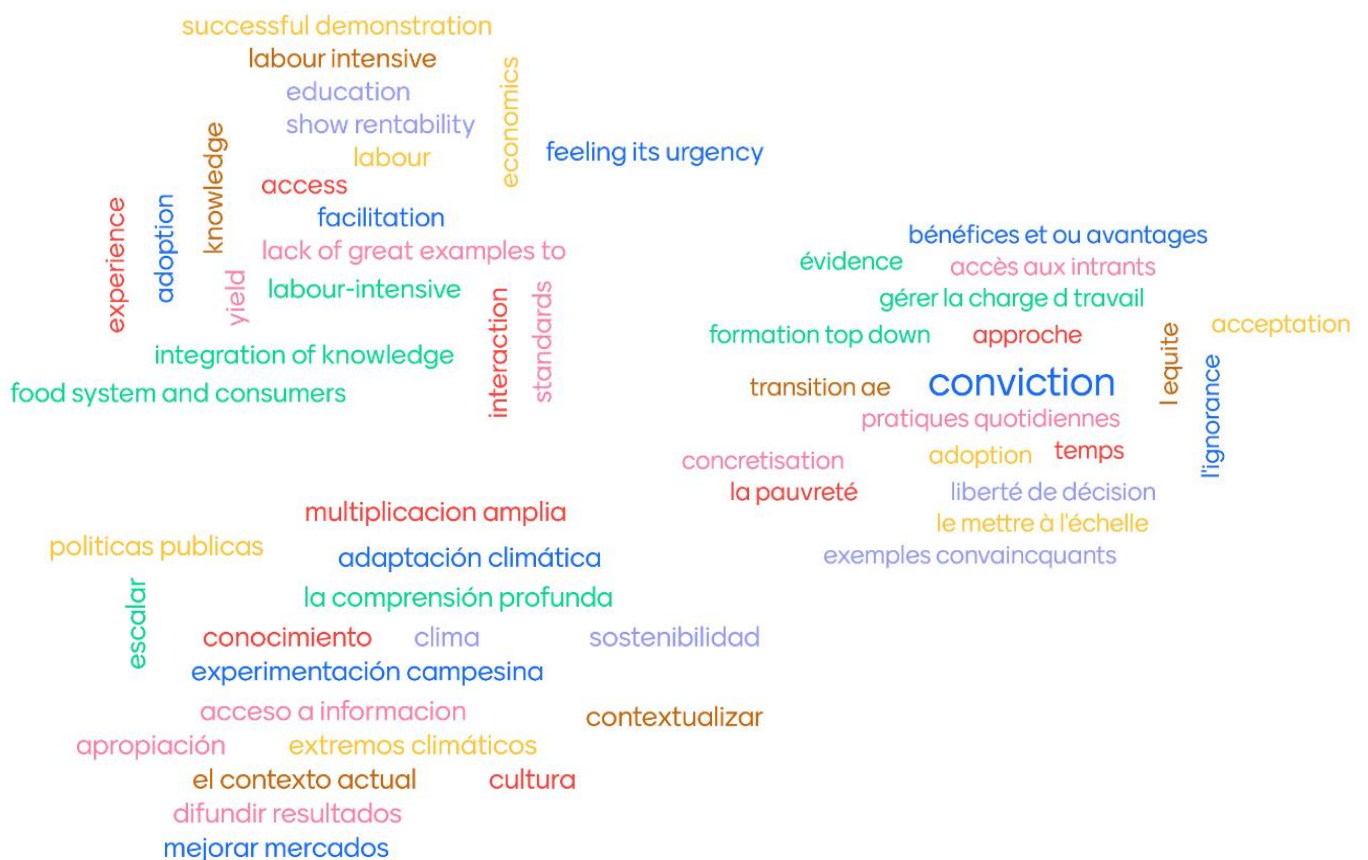 successful demonstration
labour intensive
education
show rentability
labour
economics
feeling its urgency
access
knowledge
facilitation
experience
adoption
lack of great examples to
yield
labour-intensive
interaction
standards
integration of knowledge
food system and consumers
bénéfices et ou avantages
évidence
accès aux intrants
gérer la charge d travail
formation top down
approche
l equite
acceptation
transition ae
conviction
l'ignorance
pratiques quotidiennes
concretisation
adoption
temps
la pauvreté
liberté de décision
le mettre à l'échelle
exemples convaincquants
multiplicacion amplia
politicas publicas
adaptación climática
escalar
la comprensión profunda
conocimiento
clima
sostenibilidad
experimentación campesina
acceso a informacion
contextualizar
apropiación
extremos climáticos
el contexto actual
cultura
difundir resultados
mejorar mercados